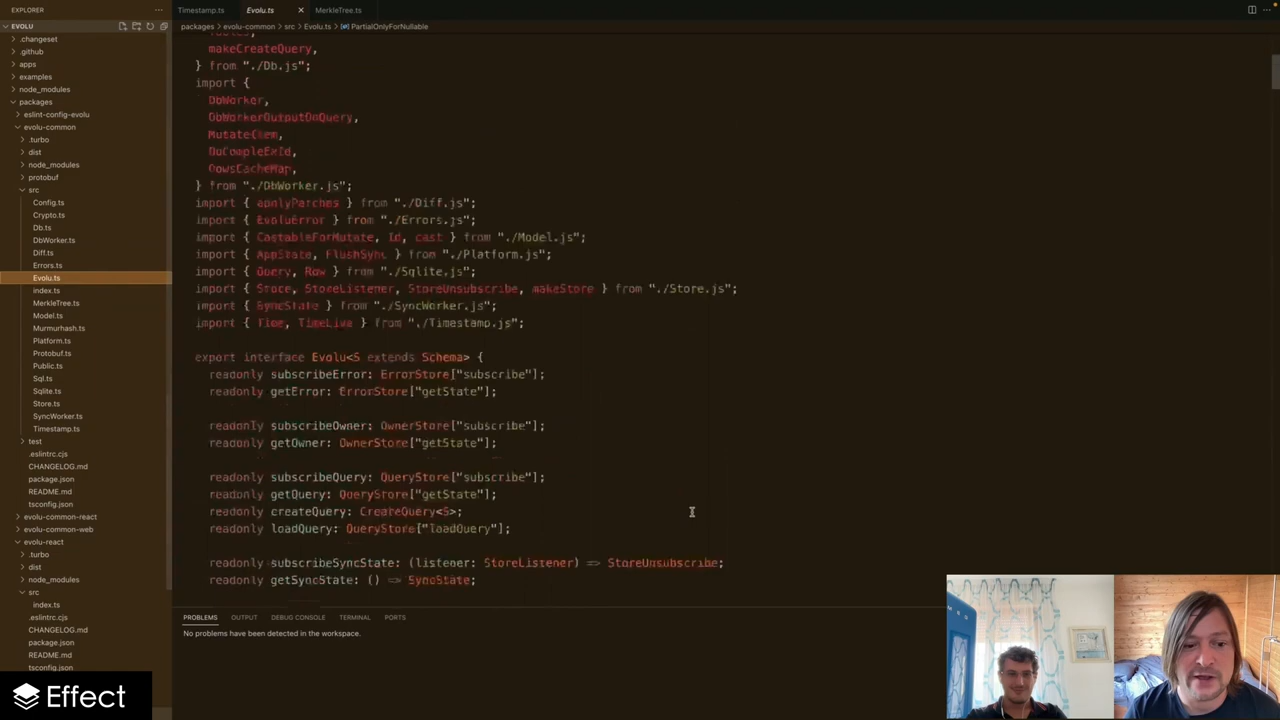 EXPLORER
Timestamp.ts
Evolu.ts
MerkleTree.ts
packages > evolu-common > src > Evolu.ts > PartialOnlyForNullable
EVOLU
.changeset
.github
apps
examples
node_modules
packages
eslint-config-evolu
evolu-common
.turbo
dist
node_modules
protobuf
src
Config.ts
Crypto.ts
Db.ts
DbWorker.ts
Diff.ts
Errors.ts
Evolu.ts
index.ts
MerkleTree.ts
Model.ts
Murmurhash.ts
Platform.ts
Protobuf.ts
Public.ts
Sql.ts
Sqlite.ts
Store.ts
SyncWorker.ts
Timestamp.ts
test
.eslintrc.cjs
CHANGELOG.md
package.json
README.md
tsconfig.json
evolu-common-react
evolu-common-web
evolu-react
.turbo
dist
node_modules
src
index.ts
.eslintrc.cjs
CHANGELOG.md
package.json
README.md
tsconfig.json
makeCreateQuery,
} from "./Db.js";
import {
DbWorker,
DbWorkerOutputOnQuery,
MutateItem,
} from "./DbWorker.js";
import { applyPatches } from "./Diff.js";
import { EvoluError } from "./Errors.js";
import { CastableForMutate, Id, cast } from "./Model.js";
import { AppState, FlushSync } from "./Platform.js";
import { Query, Row } from "./Sqlite.js";
import { Store, StoreListener, StoreUnsubscribe, makeStore } from "./Store.js";
import { SyncState } from "./SyncWorker.js";
import { Time, TimeLive } from "./Timestamp.js";
export interface Evolu<S extends Schema> {
readonly subscribeError: ErrorStore["subscribe"];
readonly getError: ErrorStore["getState"];
readonly subscribeOwner: OwnerStore["subscribe"];
readonly getOwner: OwnerStore["getState"];
readonly subscribeQuery: QueryStore["subscribe"];
readonly getQuery: QueryStore["getState"];
readonly createQuery: CreateQuery<S>;
readonly loadQuery: QueryStore["loadQuery"];
readonly subscribeSyncState: (listener: StoreListener) => StoreUnsubscribe;
readonly getSyncState: () => SyncState;
PROBLEMS
OUTPUT
DEBUG CONSOLE
TERMINAL
PORTS
No problems have been detected in the workspace.
Effect